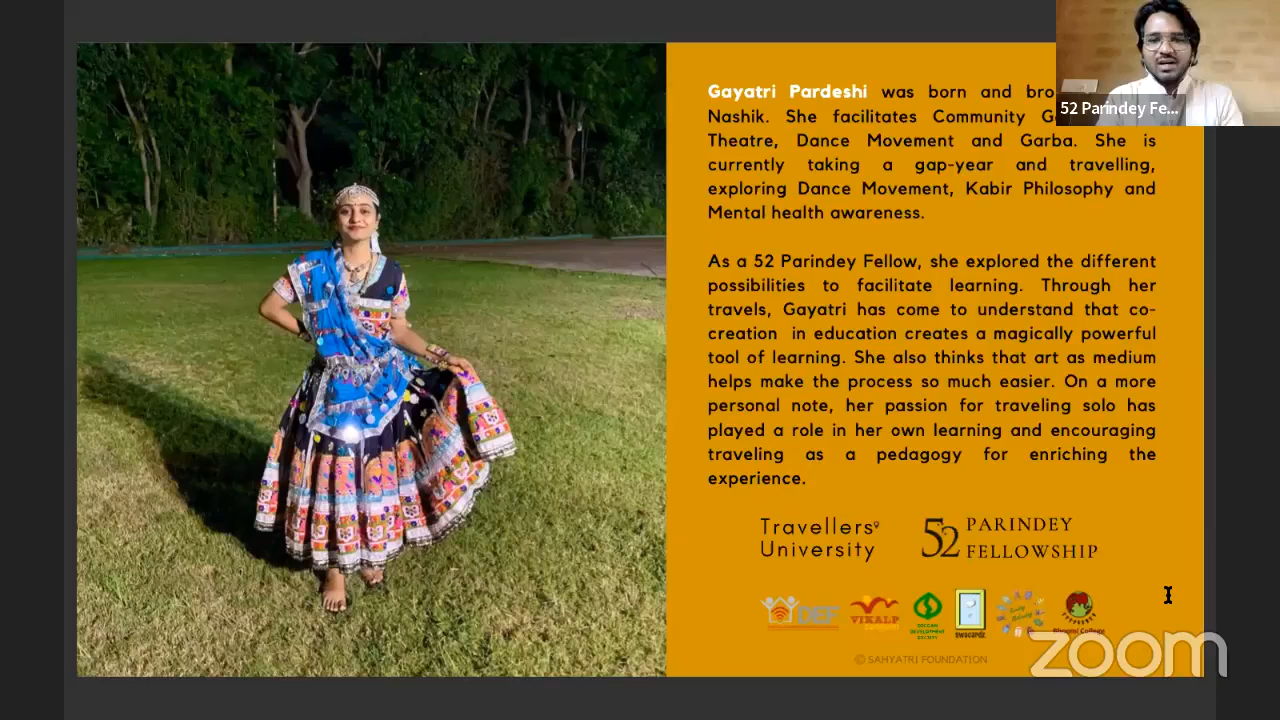 Gayatri Pardeshi was born and
Nashik. She facilitates Community
Theatre, Dance Movement and Garba. She is
currently taking a gap-year and travelling,
exploring Dance Movement, Kabir Philosophy and
Mental health awareness.
As a 52 Parindey Fellow, she explored the different
possibilities to facilitate learning. Through her
travels, Gayatri has come to understand that co-
creation in education creates a magically powerful
tool of learning. She also thinks that art as medium
helps make the process so much easier. On a more
personal note, her passion for traveling solo has
played a role in her own learning and encouraging
traveling as a pedagogy for enriching the
experience.
52 Parindey Fe...
Travellers
University
52 PARINDEY
FELLOWSHIP
DEF
VIKALP
DECCAN
DEVELOPMENT
SOCIETY
swacardz
Bhoomi College
© SAHYATRI FOUNDATION
zoom